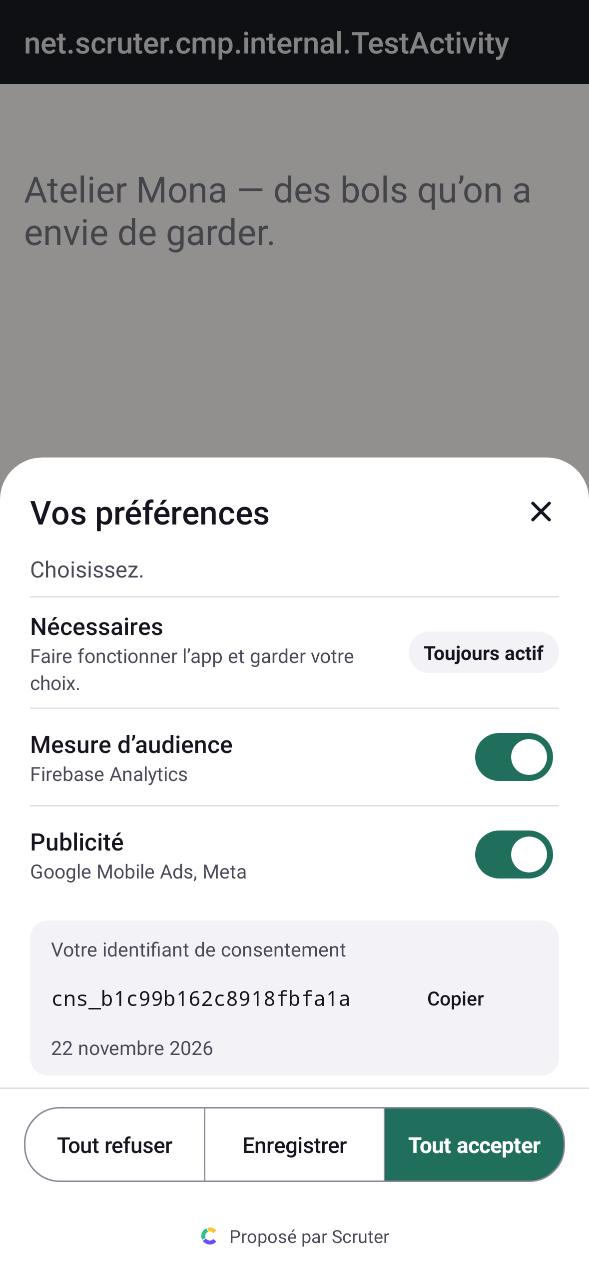 net.scruter.cmp.internal.TestActivity
Atelier Mona — des bols qu’on a
envie de garder.
Vos préférences
Choisissez.
Nécessaires
Faire fonctionner l’app et garder votre
choix.
Toujours actif
Mesure d’audience
Firebase Analytics
Publicité
Google Mobile Ads, Meta
Votre identifiant de consentement
cns_b1c99b162c8918fbfa1a
Copier
22 novembre 2026
Tout refuser
Enregistrer
Tout accepter
Proposé par Scruter